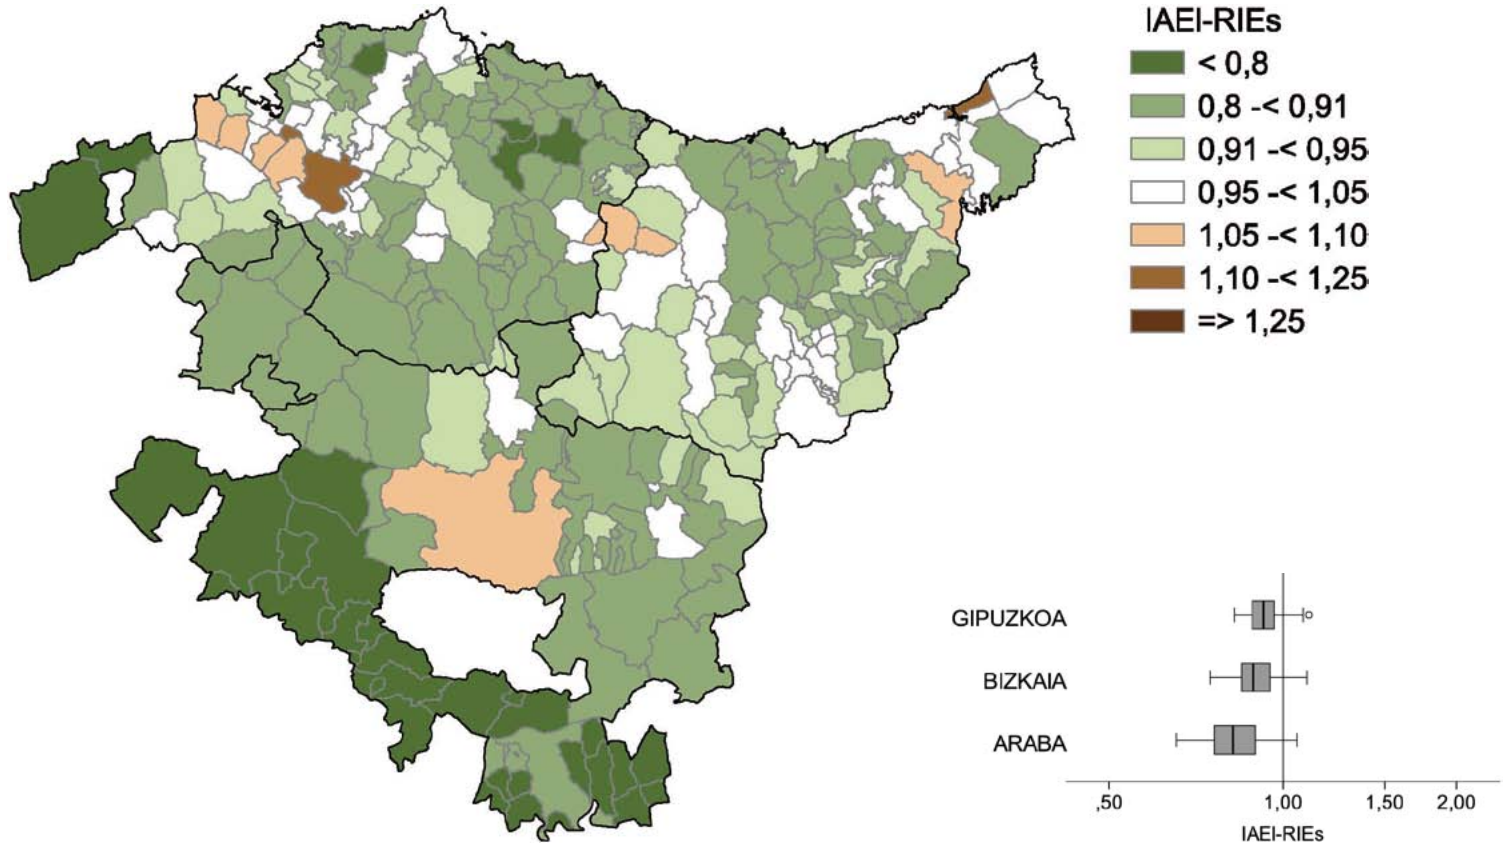 IAEI-RIEs
< 0,8
0,8 -< 0,91
0,91 -< 0,95
0,95 -< 1,05
1,05 -< 1,10
1,10 -< 1,25
=> 1,25
GIPUZKOA
BIZKAIA
ARABA
,50 1,00 1,50 2,00
IAEI-RIEs